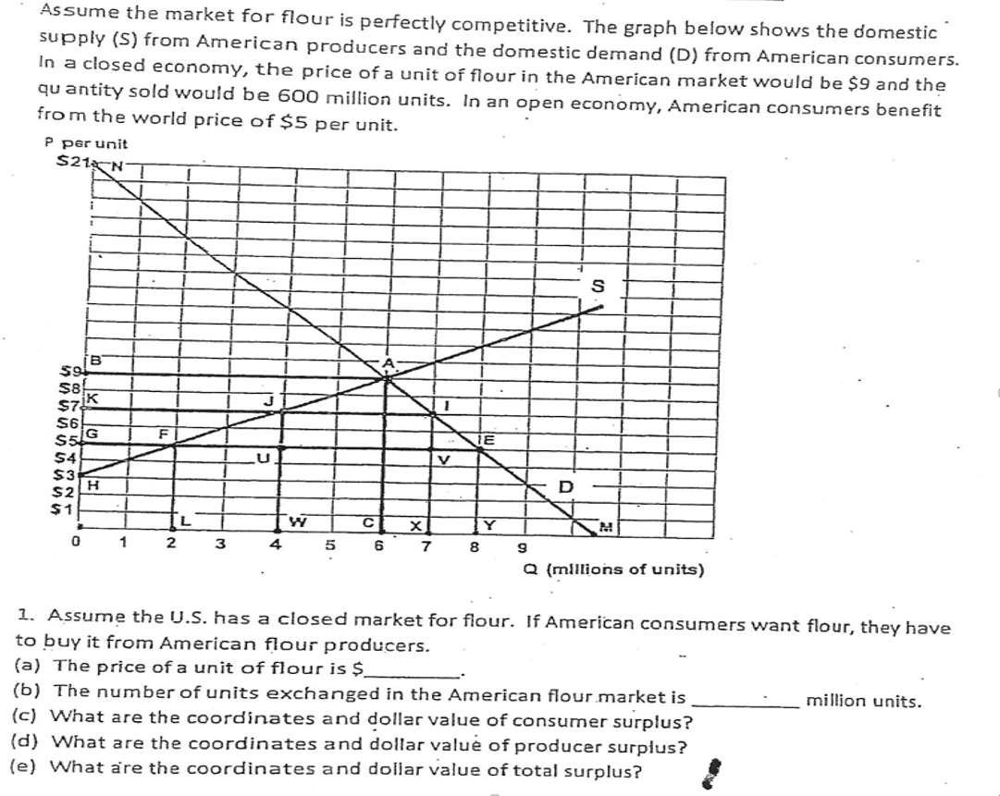 Assume the market for flour is perfectly competitive. The graph below shows the domestic
supply (S) from American producers and the domestic demand (D) from American consumers.
In a closed economy, the price of a unit of flour in the American market would be $9 and the
quantity sold would be 600 million units. In an open economy, American consumers benefit
from the world price of $5 per unit.
P per unit
$21 N
S
B
$9 A
$8
$7 K J I
$6
$5 G F E
$4 U V
$3
$2 H D
$1
L W C X Y M
0 1 2 3 4 5 6 7 8 9
Q (millions of units)
1. Assume the U.S. has a closed market for flour. If American consumers want flour, they have
to buy it from American flour producers.
(a) The price of a unit of flour is $_______.
(b) The number of units exchanged in the American flour market is _______ million units.
(c) What are the coordinates and dollar value of consumer surplus?
(d) What are the coordinates and dollar value of producer surplus?
(e) What are the coordinates and dollar value of total surplus?